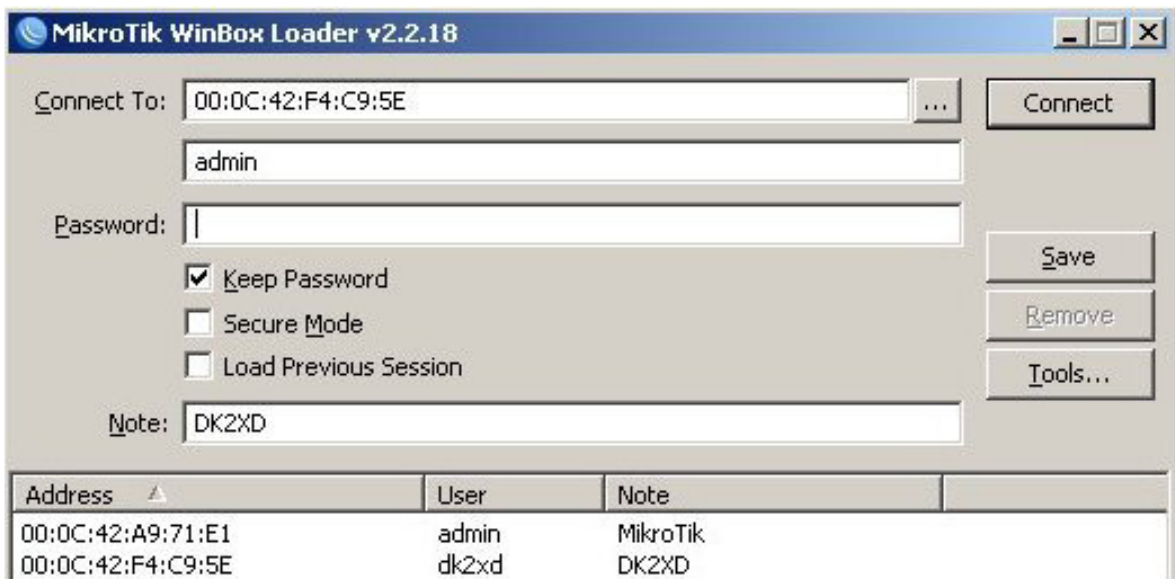 MikroTik WinBox Loader v2.2.18
Connect To: 00:0C:42:F4:C9:5E ... Connect
admin
Password:
Keep Password
Save
Secure Mode
Remove
Load Previous Session
Tools...
Note: DK2XD
Address User Note
00:0C:42:A9:71:E1 admin MikroTik
00:0C:42:F4:C9:5E dk2xd DK2XD